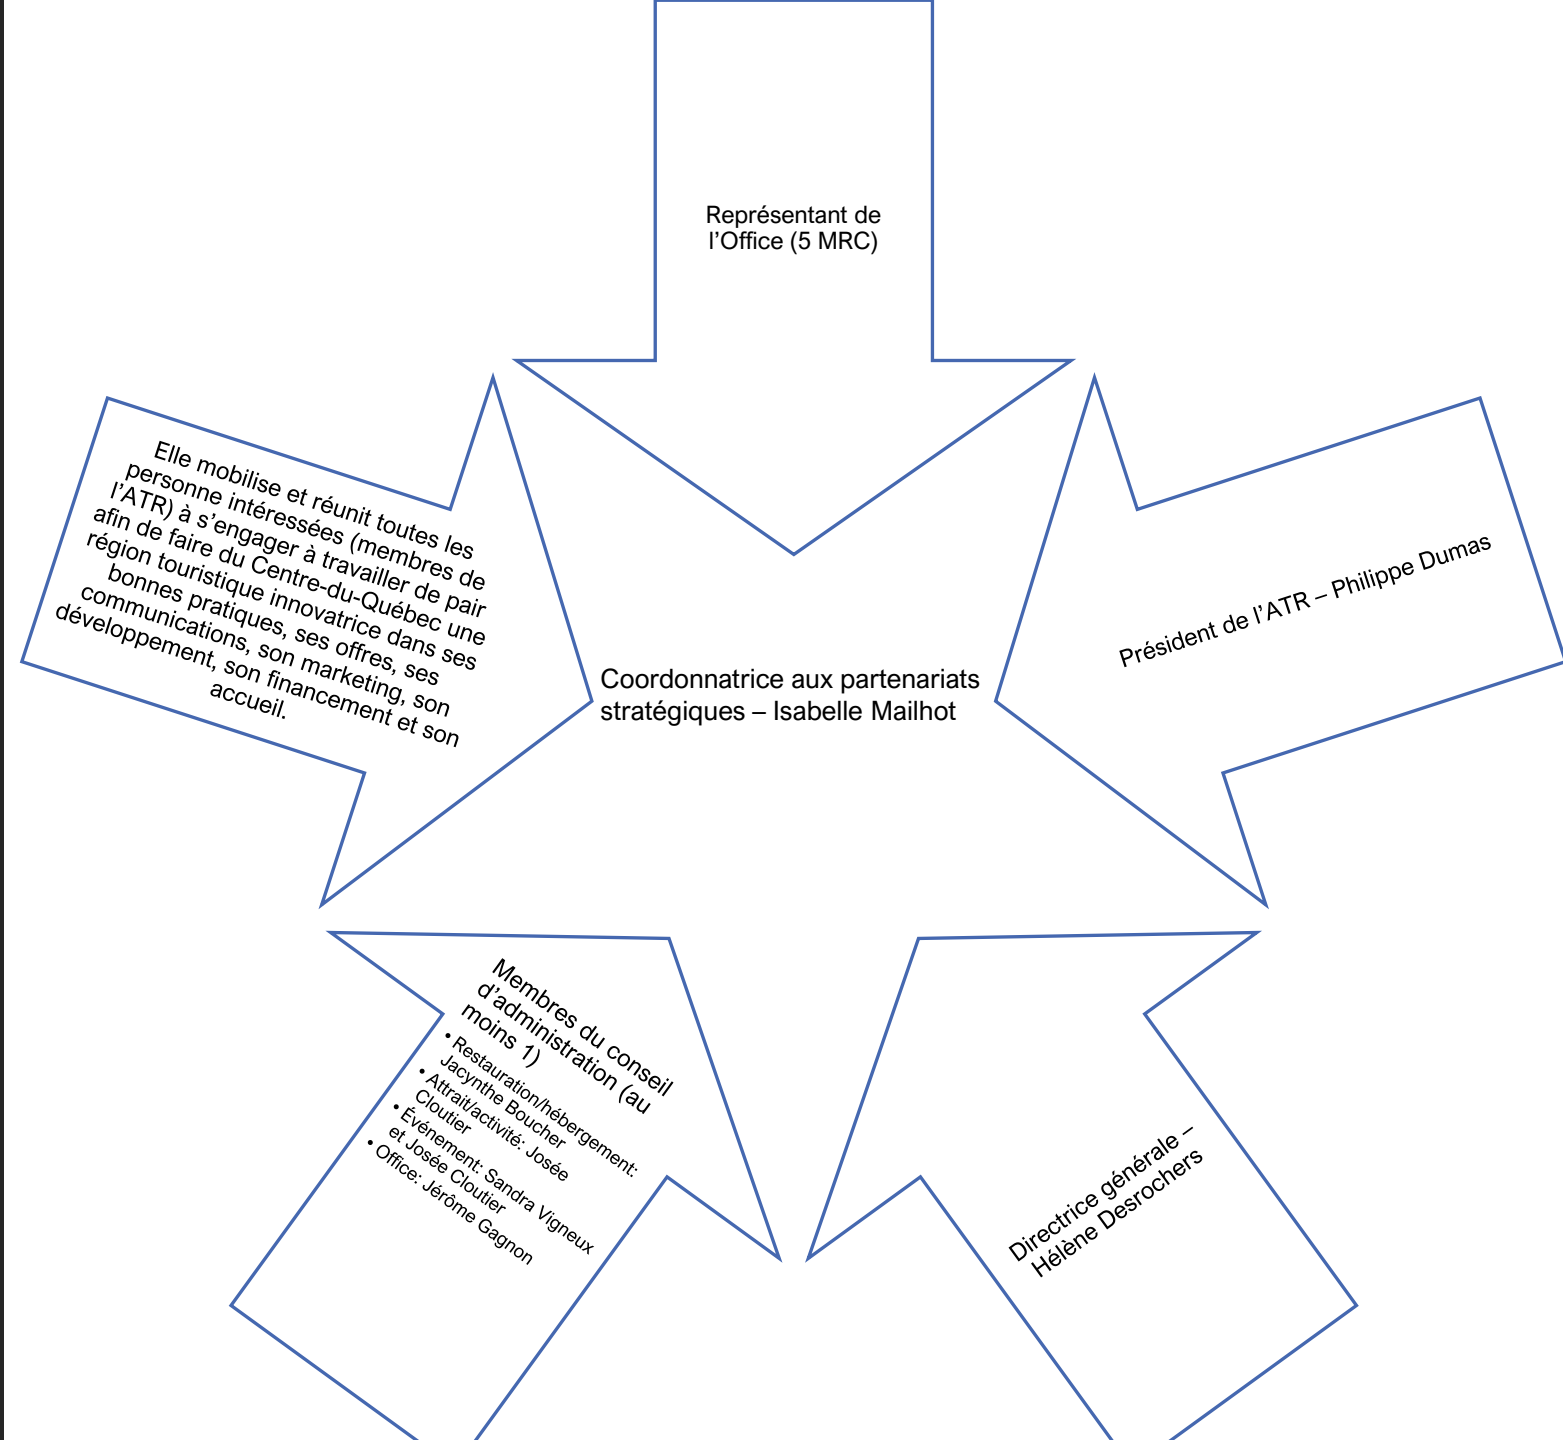 Représentant de
l’Office (5 MRC)
Elle mobilise et réunit toutes les
personne intéressées (membres de
l’ATR) à s’engager à travailler de pair
afin de faire du Centre-du-Québec une
région touristique innovatrice dans ses
bonnes pratiques, ses offres, ses
communications, son marketing, son
développement, son financement et son
accueil.
Président de l’ATR – Philippe Dumas
Coordonnatrice aux partenariats
stratégiques – Isabelle Mailhot
Membres du conseil
d’administration (au
moins 1)
• Restauration/hébergement:
Jacynthe Boucher
• Attrait/activité: Josée
Cloutier
• Événement: Sandra Vigneux
et Josée Cloutier
• Office: Jérôme Gagnon
Directrice générale –
Hélène Desrochers